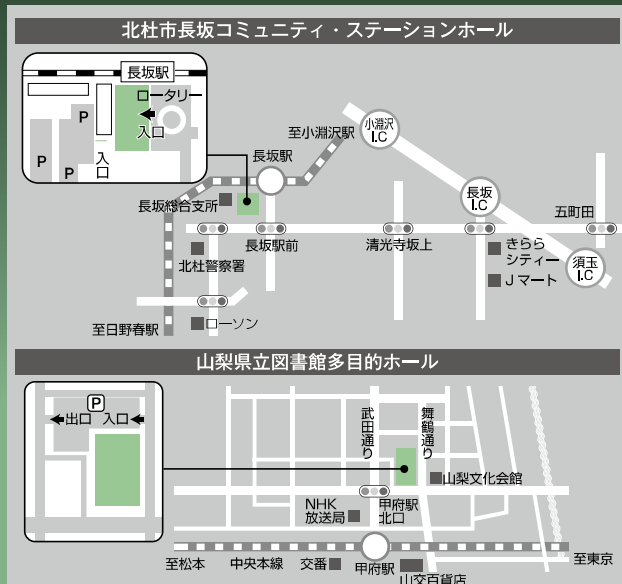 北杜市長坂コミュニティ・ステーションホール
長坂駅
ロータリー
P
入口
P
P
入口
至小淵沢駅
小淵沢
I.C
長坂駅
長坂
I.C
長坂総合支所
五町田
北杜警察署
長坂駅前
清光寺坂上
きらら
シティー
Jマート
須玉
I.C
至日野春駅
ローソン
山梨県立図書館多目的ホール
P
出口
入口
武田通り
舞鶴通り
山梨文化会館
NHK
放送局
甲府駅
北口
至松本
中央本線
交番
甲府駅
山交百貨店
至東京